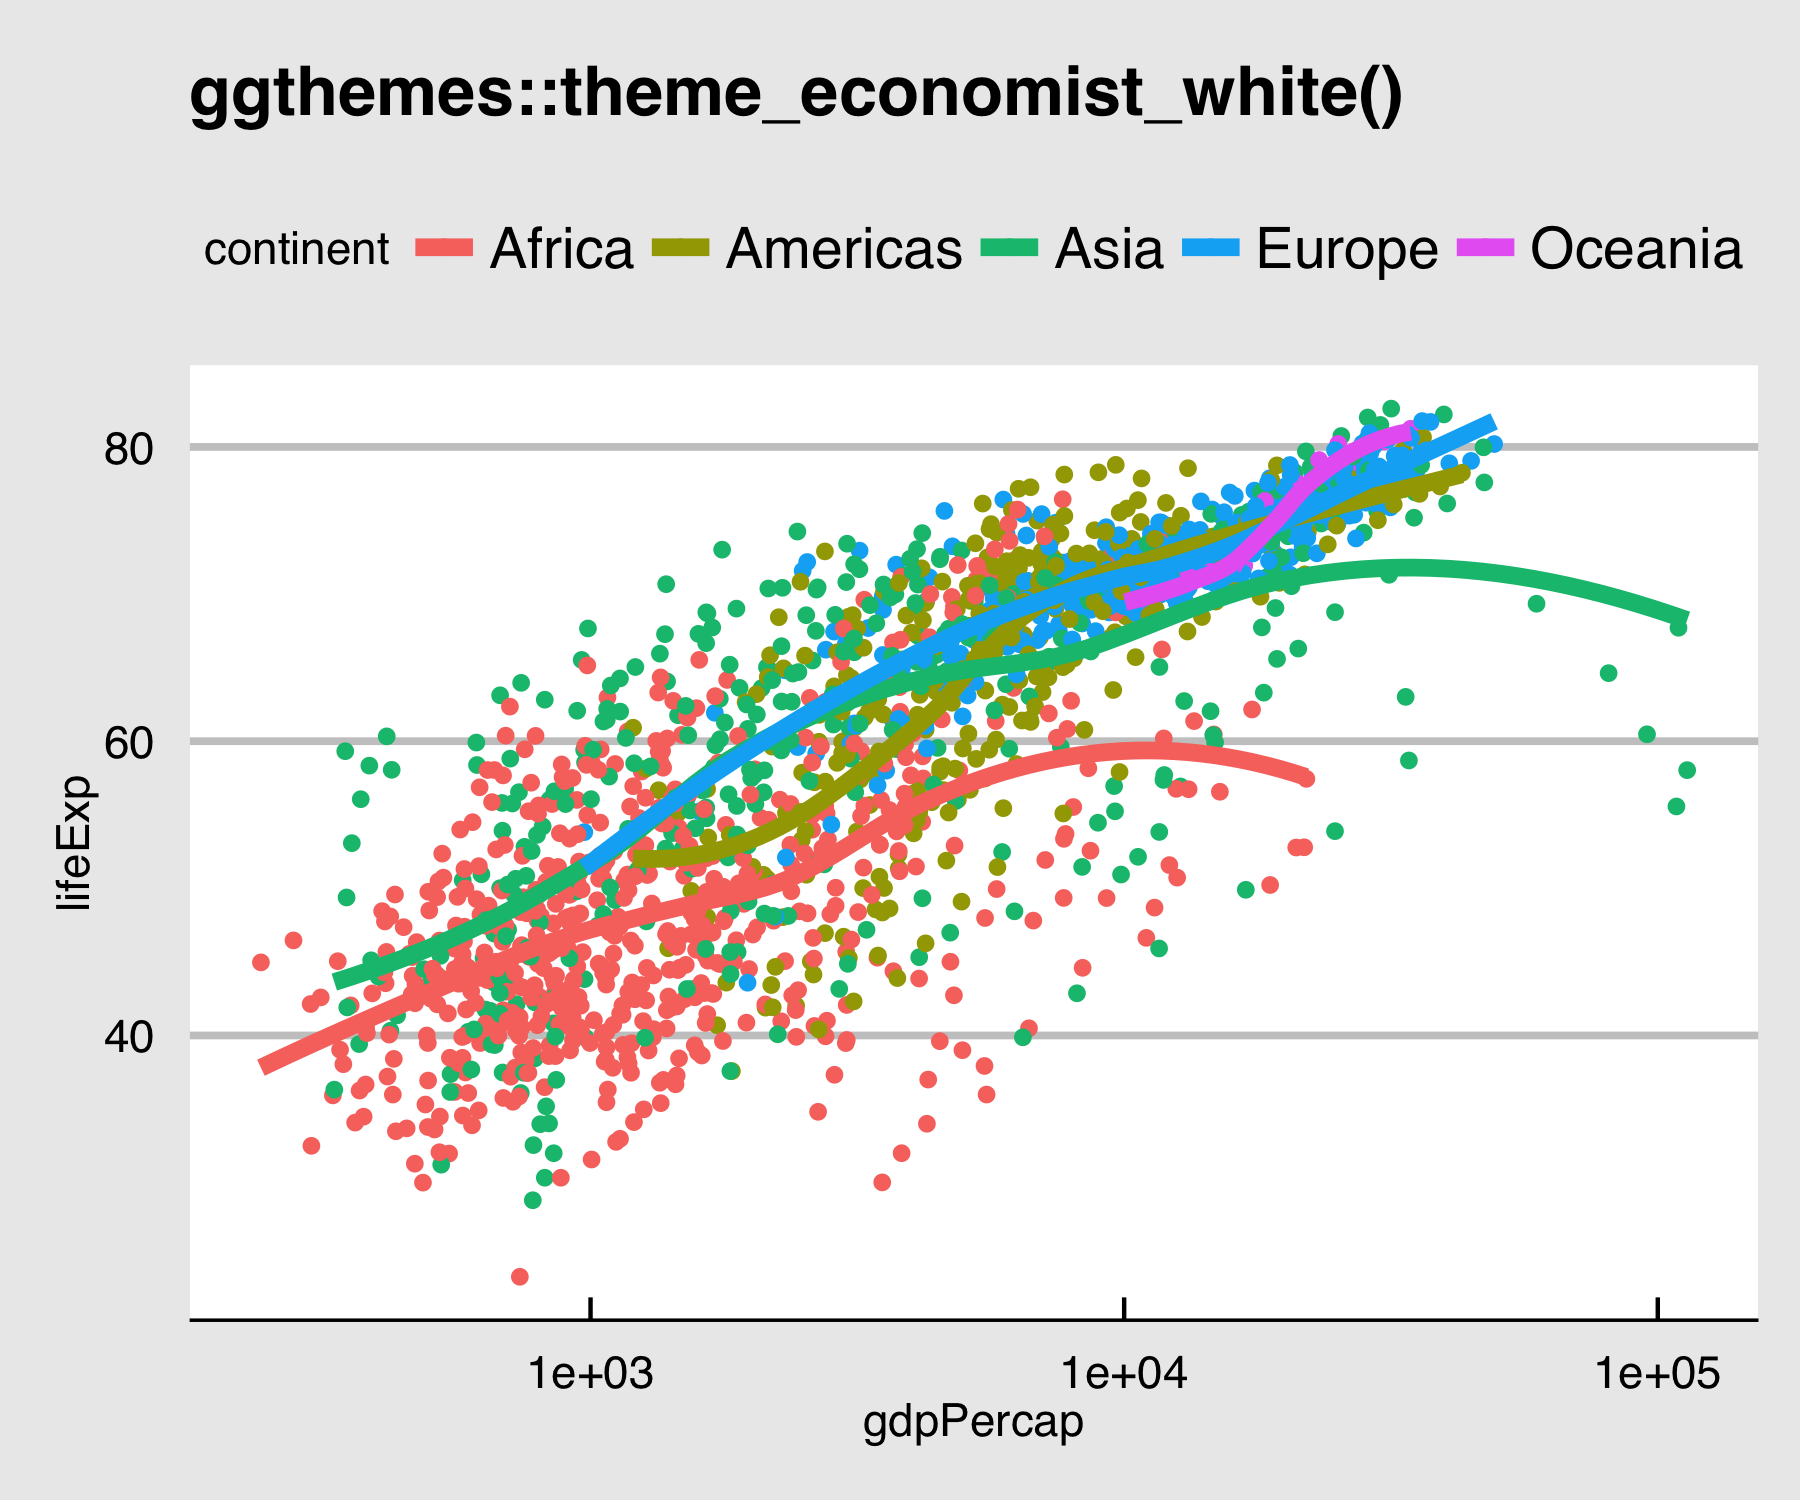 ggthemes::theme_economist_white()
continent Africa Americas Asia Europe Oceania
80
60
40
lifeExp
1e+03 1e+04 1e+05
gdpPercap